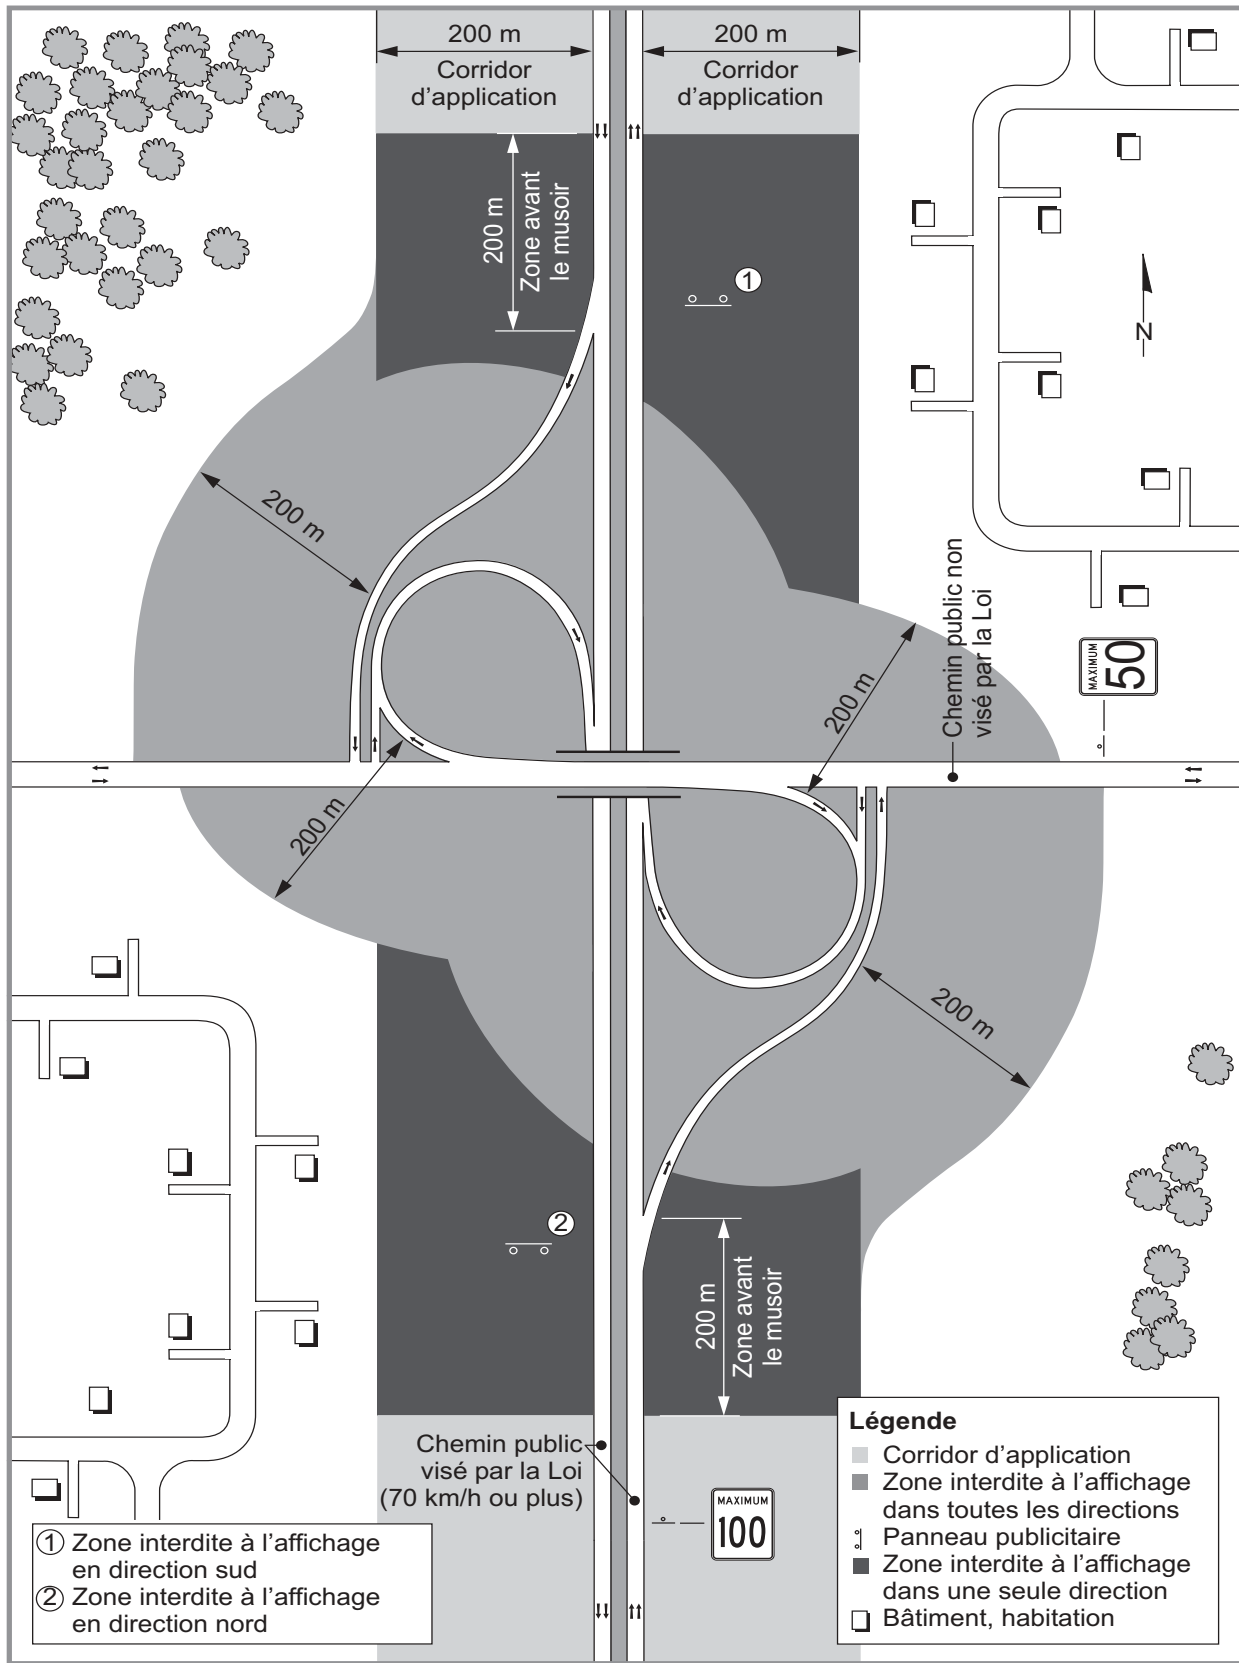 200 m
Corridor
d'application
200 m
Corridor
d'application
200 m
Zone avant
le musoir
1
N
200 m
200 m
Chemin public non
visé par la Loi
MAXIMUM
50
200 m
200 m
2
200 m
Zone avant
le musoir
Chemin public
visé par la Loi
(70 km/h ou plus)
MAXIMUM
100
1 Zone interdite à l'affichage
en direction sud
2 Zone interdite à l'affichage
en direction nord
Légende
Corridor d'application
Zone interdite à l'affichage
dans toutes les directions
Panneau publicitaire
Zone interdite à l'affichage
dans une seule direction
Bâtiment, habitation